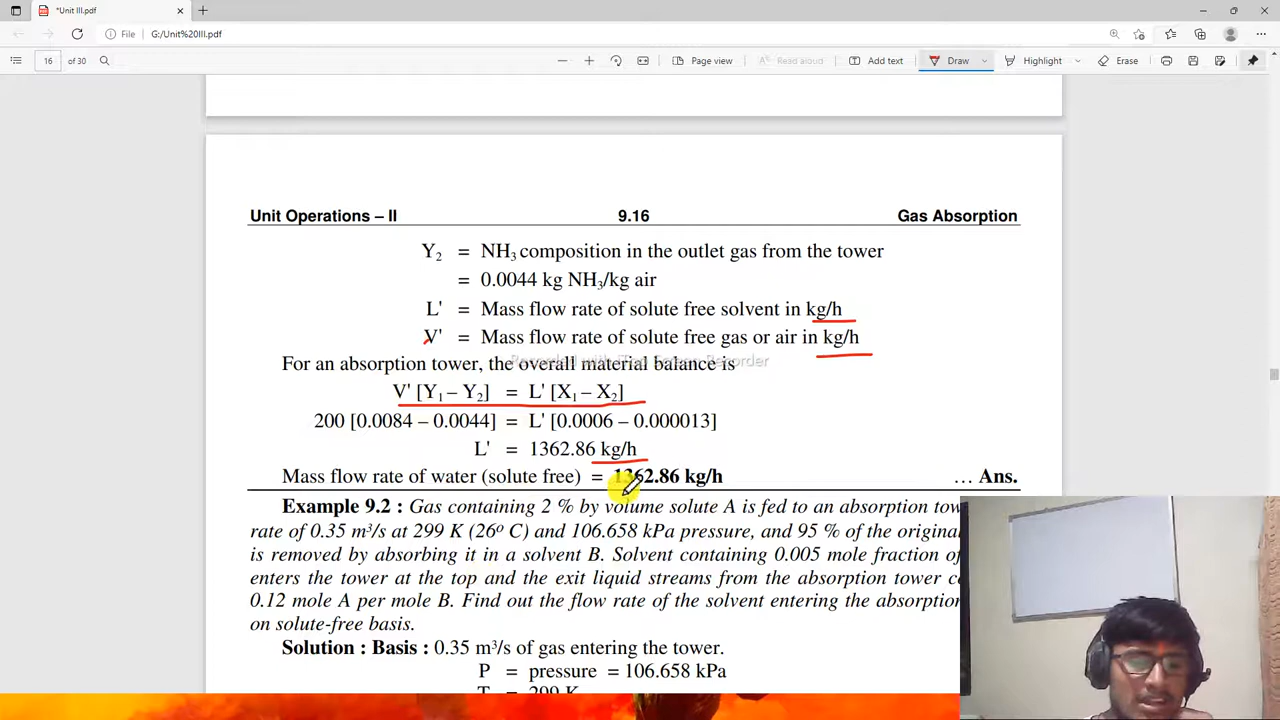 *Unit III.pdf
File G:/Unit%20III.pdf
16 of 30 Page view Read aloud Add text Draw Highlight Erase
Unit Operations – II 9.16 Gas Absorption
Y₂ = NH₃ composition in the outlet gas from the tower
= 0.0044 kg NH₃/kg air
L' = Mass flow rate of solute free solvent in kg/h
V' = Mass flow rate of solute free gas or air in kg/h
Recorded with Screen Recorder
For an absorption tower, the overall material balance is
V' [Y₁ – Y₂] = L' [X₁ – X₂]
200 [0.0084 – 0.0044] = L' [0.0006 – 0.000013]
L' = 1362.86 kg/h
Mass flow rate of water (solute free) = 1362.86 kg/h … Ans.
Example 9.2 : Gas containing 2 % by volume solute A is fed to an absorption tow
rate of 0.35 m³/s at 299 K (26º C) and 106.658 kPa pressure, and 95 % of the original
is removed by absorbing it in a solvent B. Solvent containing 0.005 mole fraction of
enters the tower at the top and the exit liquid streams from the absorption tower c
0.12 mole A per mole B. Find out the flow rate of the solvent entering the absorption
on solute-free basis.
Solution : Basis : 0.35 m³/s of gas entering the tower.
P = pressure = 106.658 kPa
T = 299 K